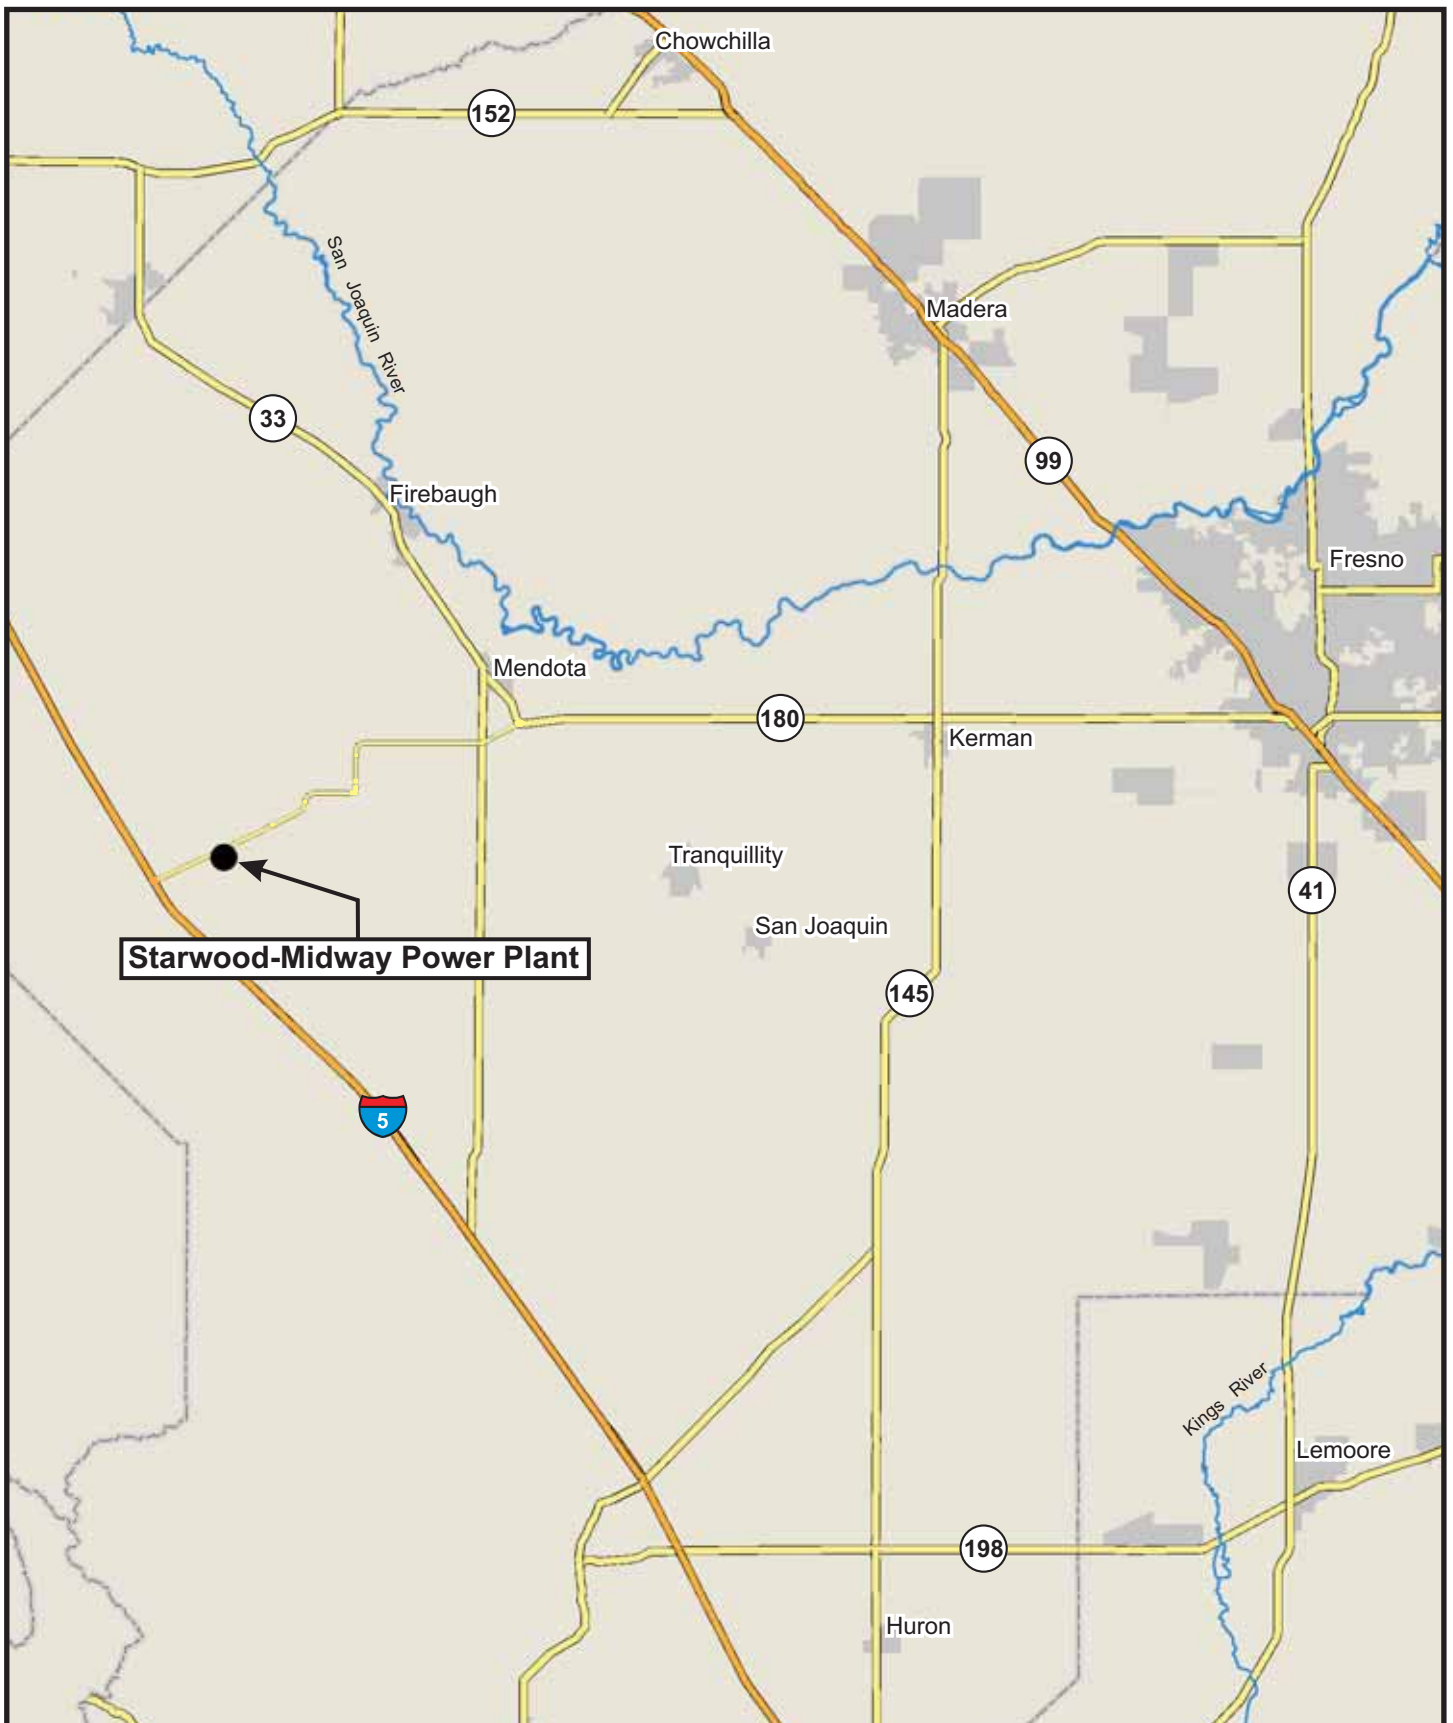 Chowchilla
152
San Joaquin River
Madera
33
99
Firebaugh
Fresno
Mendota
180
Kerman
Tranquillity
41
San Joaquin
Starwood-Midway Power Plant
145
5
Kings River
Lemoore
198
Huron